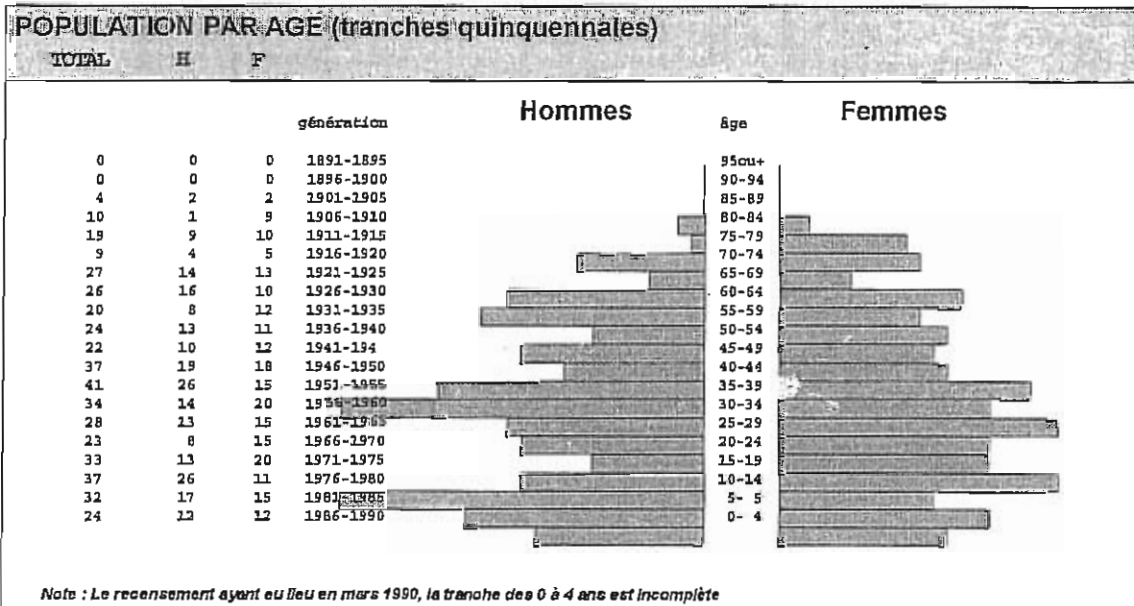 POPULATION PAR AGE (tranches quinquennales)
TOTAL H F
Hommes Femmes
génération âge
0 0 0 1891-1895 95ou+
0 0 0 1896-1900 90-94
4 2 2 1901-1905 85-89
10 1 9 1906-1910 80-84
19 9 10 1911-1915 75-79
9 4 5 1916-1920 70-74
27 14 13 1921-1925 65-69
26 16 10 1926-1930 60-64
20 8 12 1931-1935 55-59
24 13 11 1936-1940 50-54
22 10 12 1941-194 45-49
37 19 18 1946-1950 40-44
41 26 15 1951-1955 35-39
34 14 20 1956-1960 30-34
28 13 15 1961-1965 25-29
23 8 15 1966-1970 20-24
33 13 20 1971-1975 15-19
37 26 11 1976-1980 10-14
32 17 15 1981-1985 5- 5
24 12 12 1986-1990 0- 4
Note : Le recensement ayant eu lieu en mars 1990, la tranche des 0 à 4 ans est incomplète